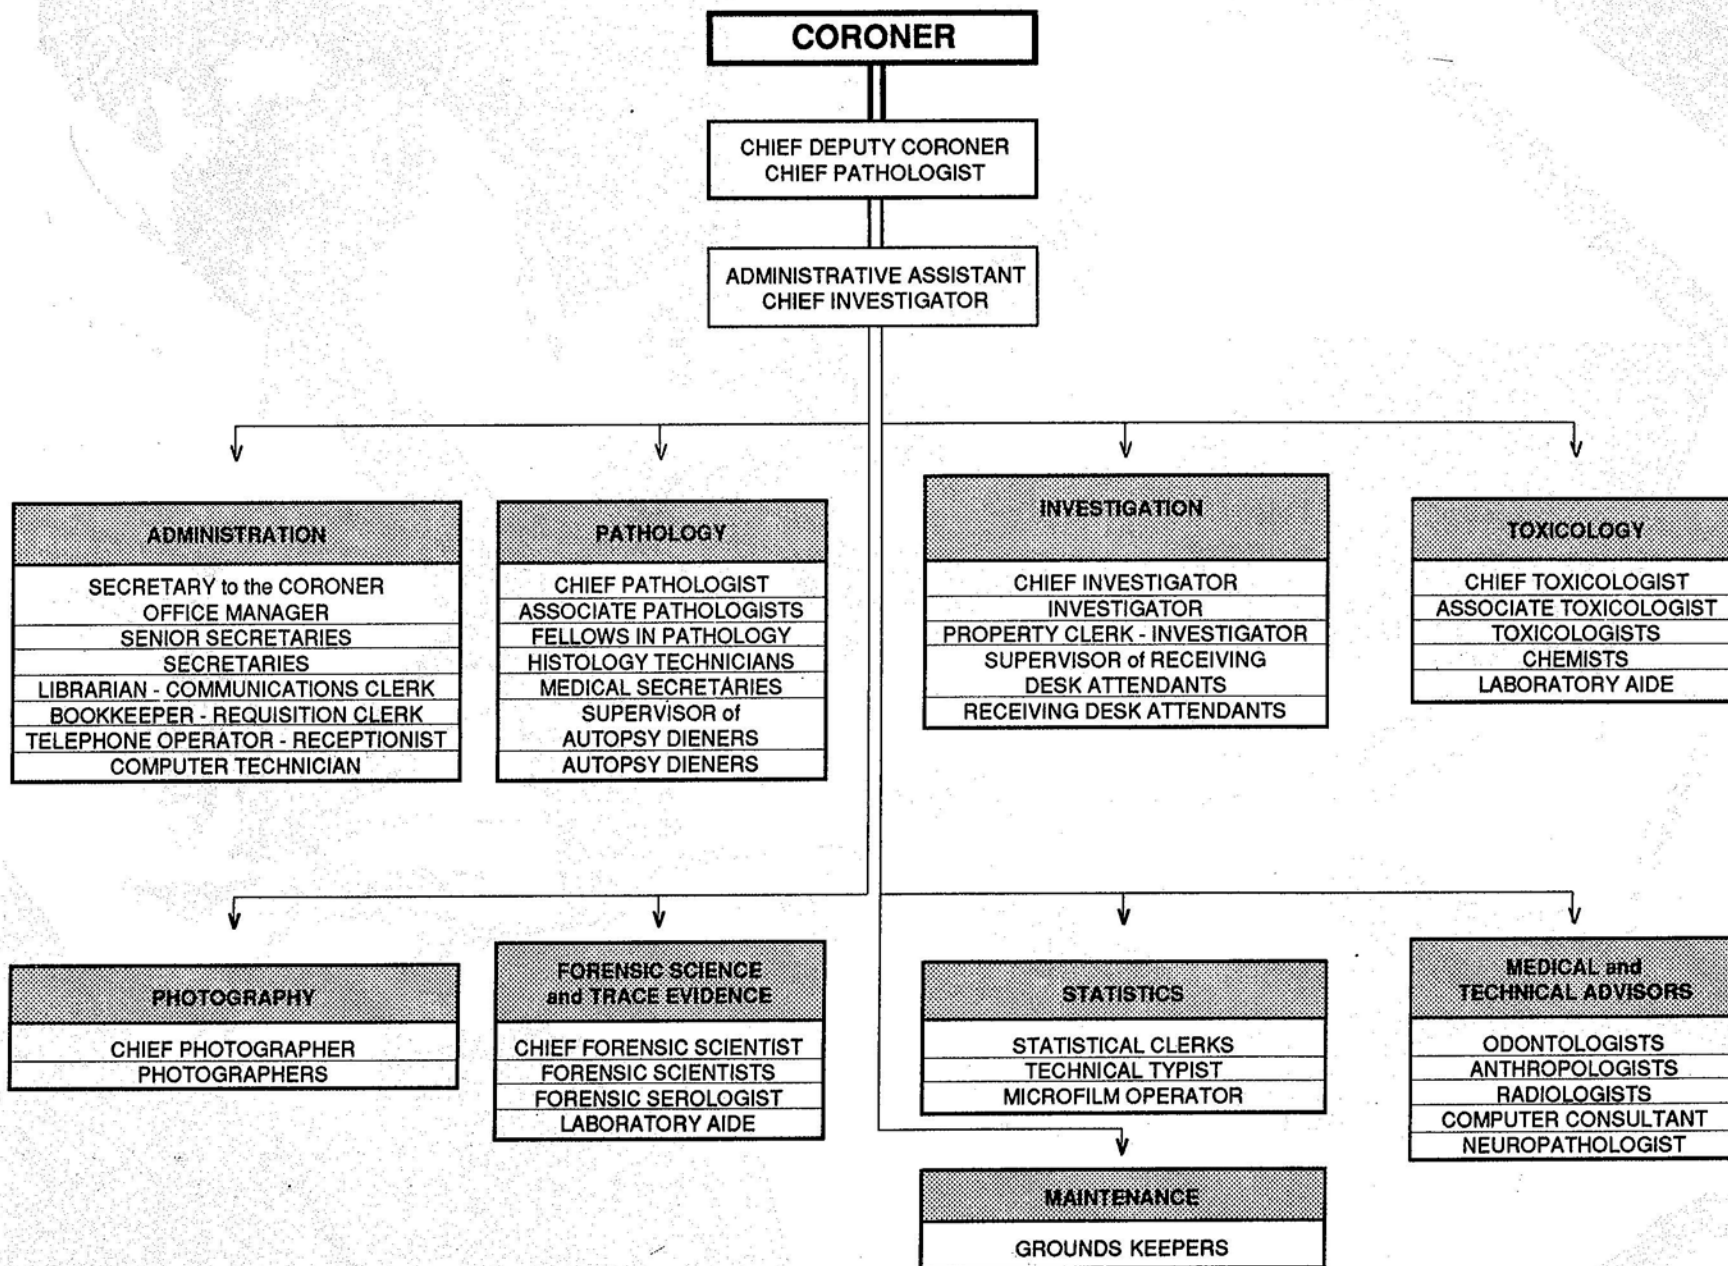 CORONER
CHIEF DEPUTY CORONER
CHIEF PATHOLOGIST
ADMINISTRATIVE ASSISTANT
CHIEF INVESTIGATOR
ADMINISTRATION
SECRETARY to the CORONER
OFFICE MANAGER
SENIOR SECRETARIES
SECRETARIES
LIBRARIAN - COMMUNICATIONS CLERK
BOOKKEEPER - REQUISITION CLERK
TELEPHONE OPERATOR - RECEPTIONIST
COMPUTER TECHNICIAN
PATHOLOGY
CHIEF PATHOLOGIST
ASSOCIATE PATHOLOGISTS
FELLOWS IN PATHOLOGY
HISTOLOGY TECHNICIANS
MEDICAL SECRETARIES
SUPERVISOR of
AUTOPSY DIENERS
AUTOPSY DIENERS
INVESTIGATION
CHIEF INVESTIGATOR
INVESTIGATOR
PROPERTY CLERK - INVESTIGATOR
SUPERVISOR of RECEIVING
DESK ATTENDANTS
RECEIVING DESK ATTENDANTS
TOXICOLOGY
CHIEF TOXICOLOGIST
ASSOCIATE TOXICOLOGIST
TOXICOLOGISTS
CHEMISTS
LABORATORY AIDE
PHOTOGRAPHY
CHIEF PHOTOGRAPHER
PHOTOGRAPHERS
FORENSIC SCIENCE
and TRACE EVIDENCE
CHIEF FORENSIC SCIENTIST
FORENSIC SCIENTISTS
FORENSIC SEROLOGIST
LABORATORY AIDE
STATISTICS
STATISTICAL CLERKS
TECHNICAL TYPIST
MICROFILM OPERATOR
MEDICAL and
TECHNICAL ADVISORS
ODONTOLOGISTS
ANTHROPOLOGISTS
RADIOLOGISTS
COMPUTER CONSULTANT
NEUROPATHOLOGIST
MAINTENANCE
GROUNDS KEEPERS